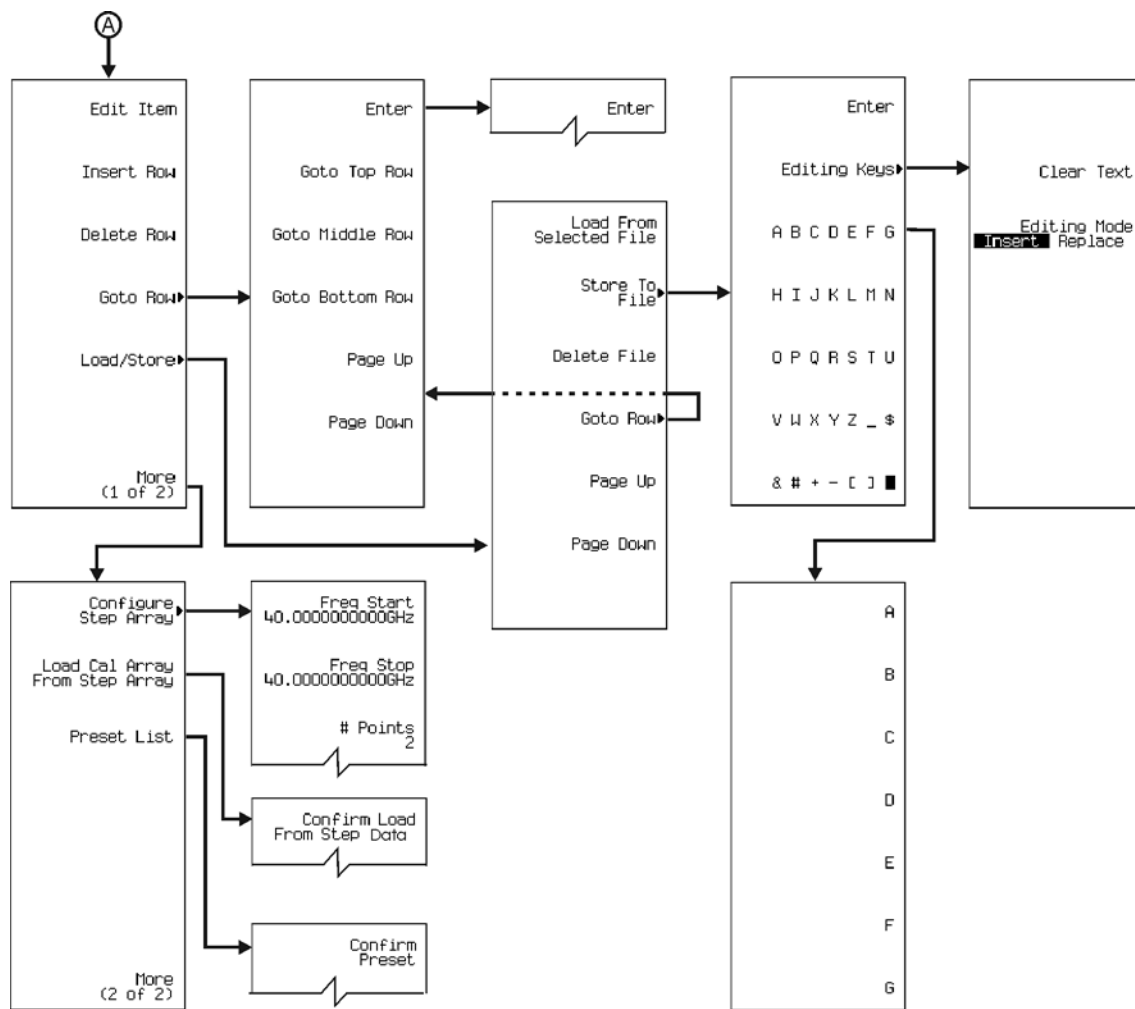 A
Edit Item
Insert Row
Delete Row
Goto Row
Load/Store
More
(1 of 2)
Enter
Goto Top Row
Goto Middle Row
Goto Bottom Row
Page Up
Page Down
Enter
Load From
Selected File
Store To
File
Delete File
Goto Row
Page Up
Page Down
Enter
Editing Keys
A B C D E F G
H I J K L M N
O P Q R S T U
V W X Y Z _ $
& # + - [ ]
Clear Text
Editing Mode
Insert Replace
Configure
Step Array
Load Cal Array
From Step Array
Preset List
More
(2 of 2)
Freq Start
40.0000000000GHz
Freq Stop
40.0000000000GHz
# Points
2
Confirm Load
From Step Data
Confirm
Preset
A
B
C
D
E
F
G